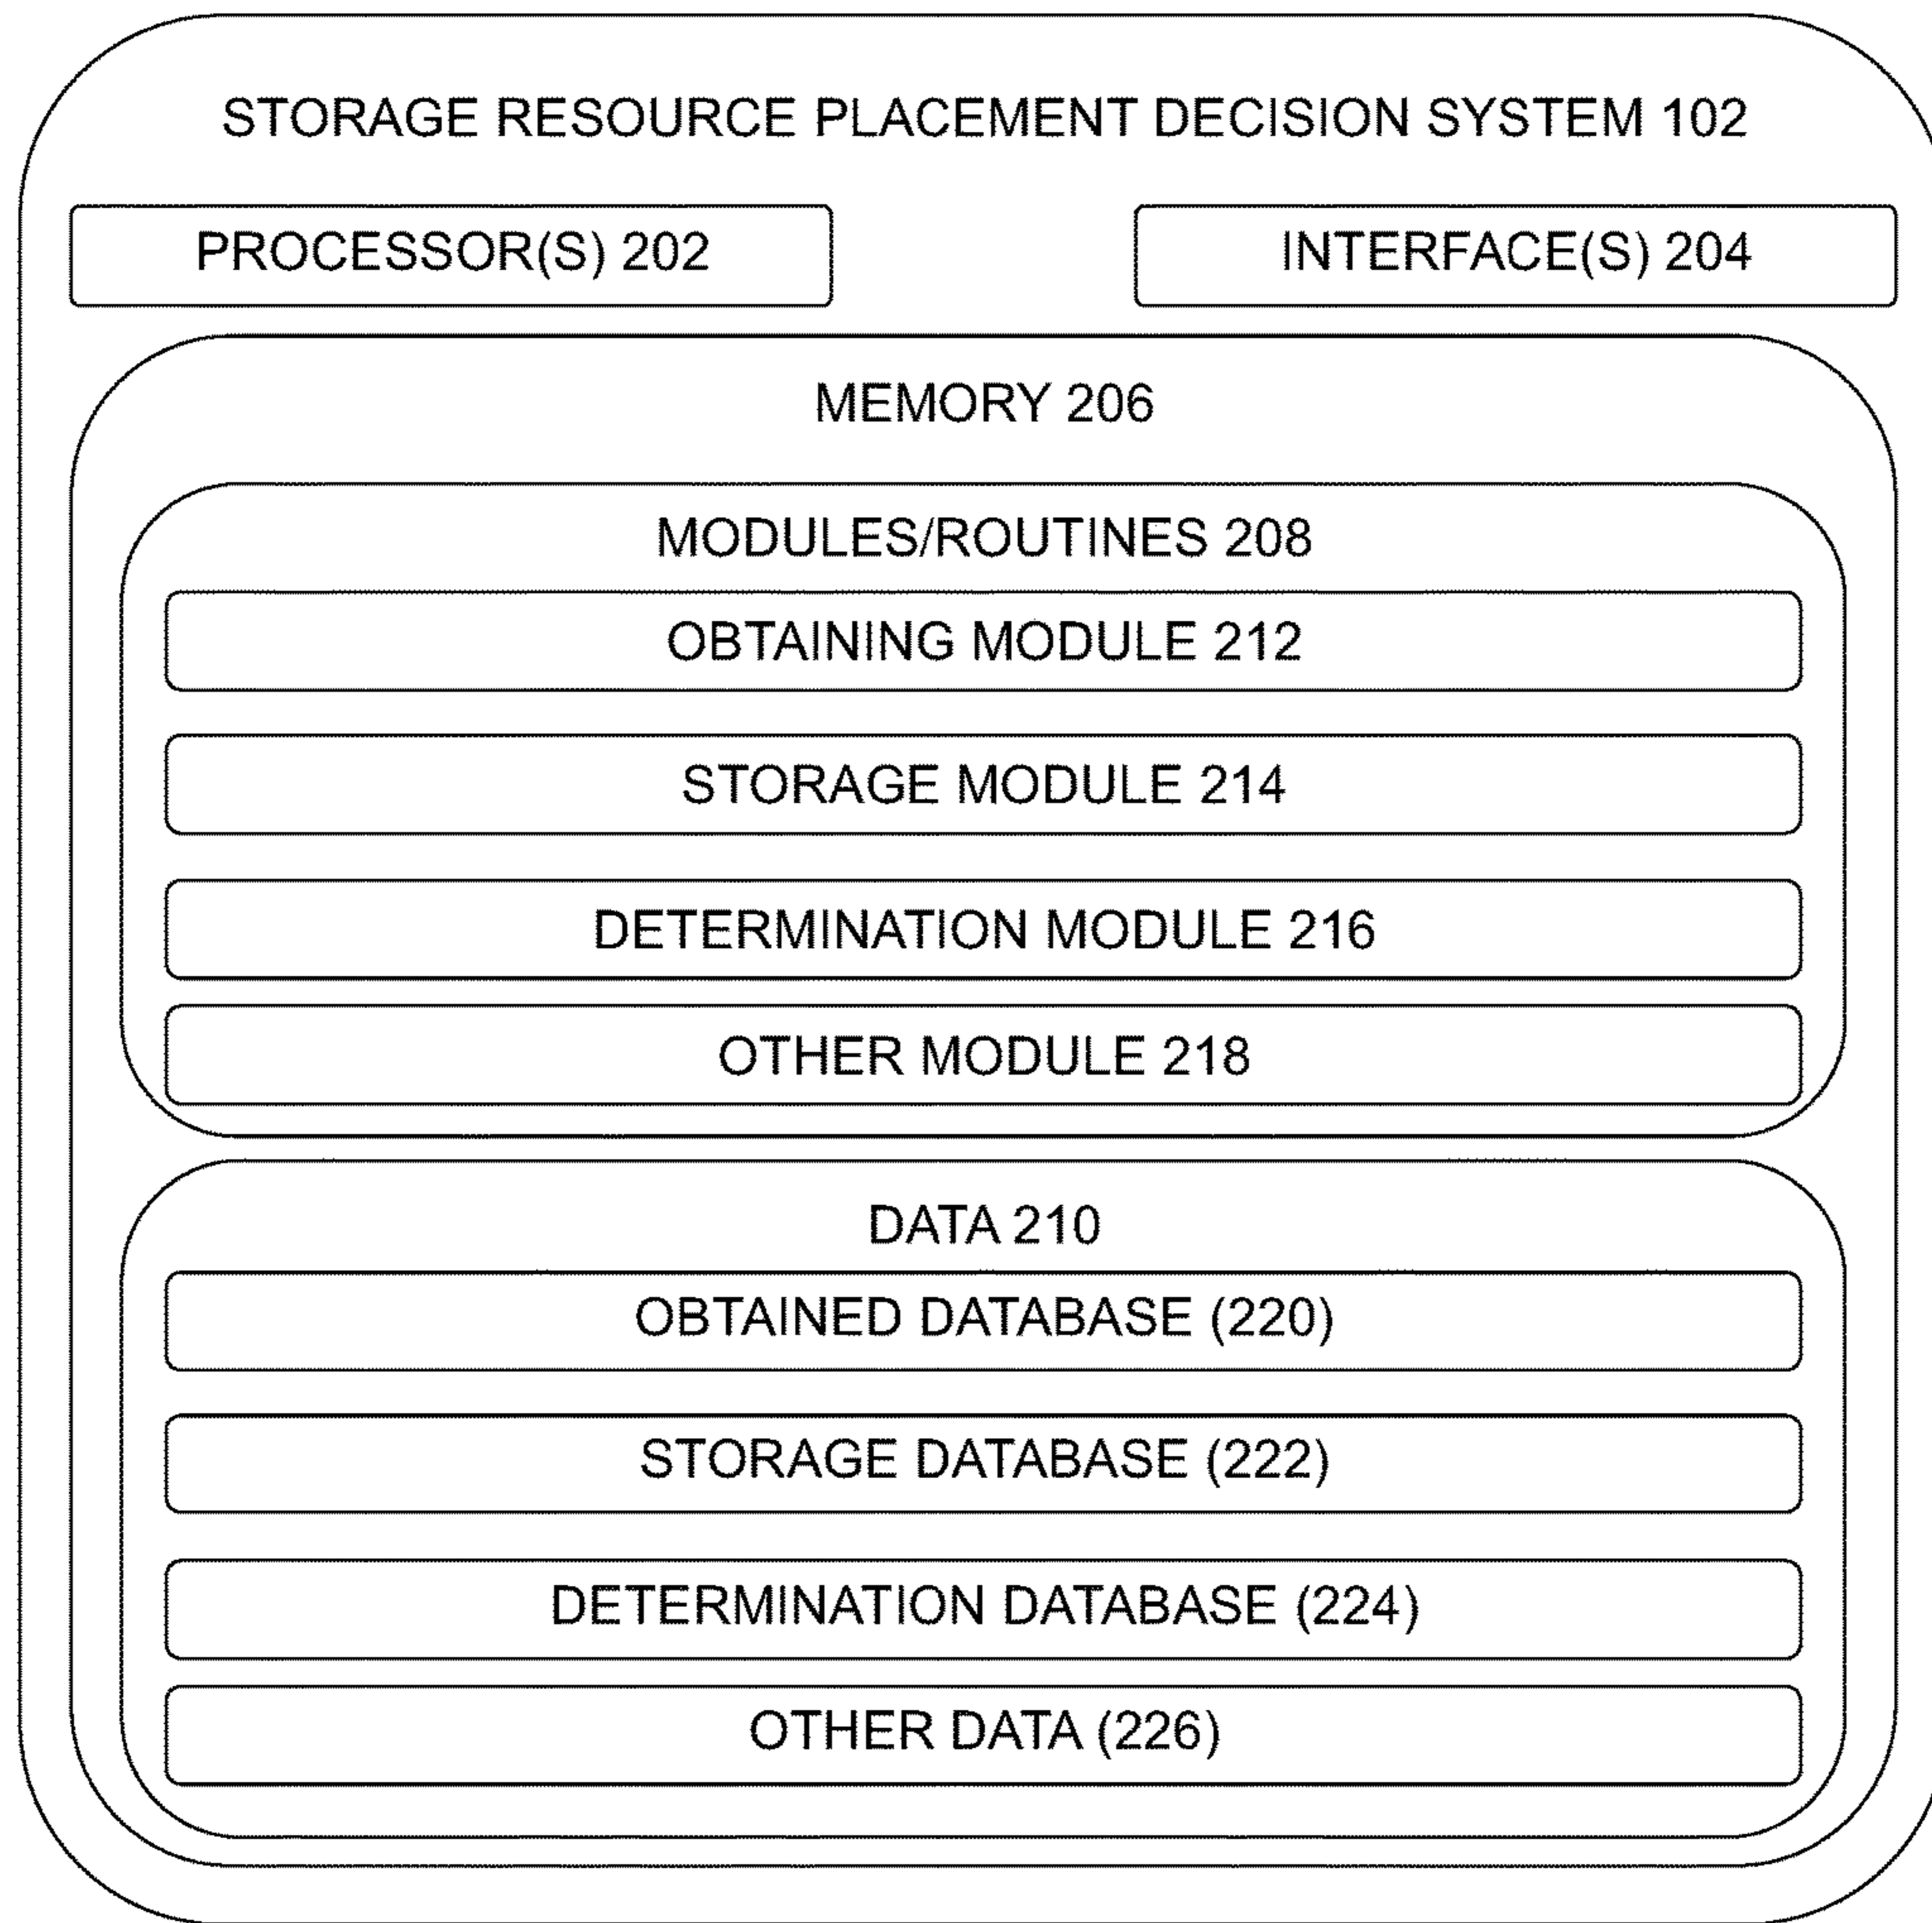 STORAGE RESOURCE PLACEMENT DECISION SYSTEM 102
PROCESSOR(S) 202
INTERFACE(S) 204
MEMORY 206
MODULES/ROUTINES 208
OBTAINING MODULE 212
STORAGE MODULE 214
DETERMINATION MODULE 216
OTHER MODULE 218
DATA 210
OBTAINED DATABASE (220)
STORAGE DATABASE (222)
DETERMINATION DATABASE (224)
OTHER DATA (226)